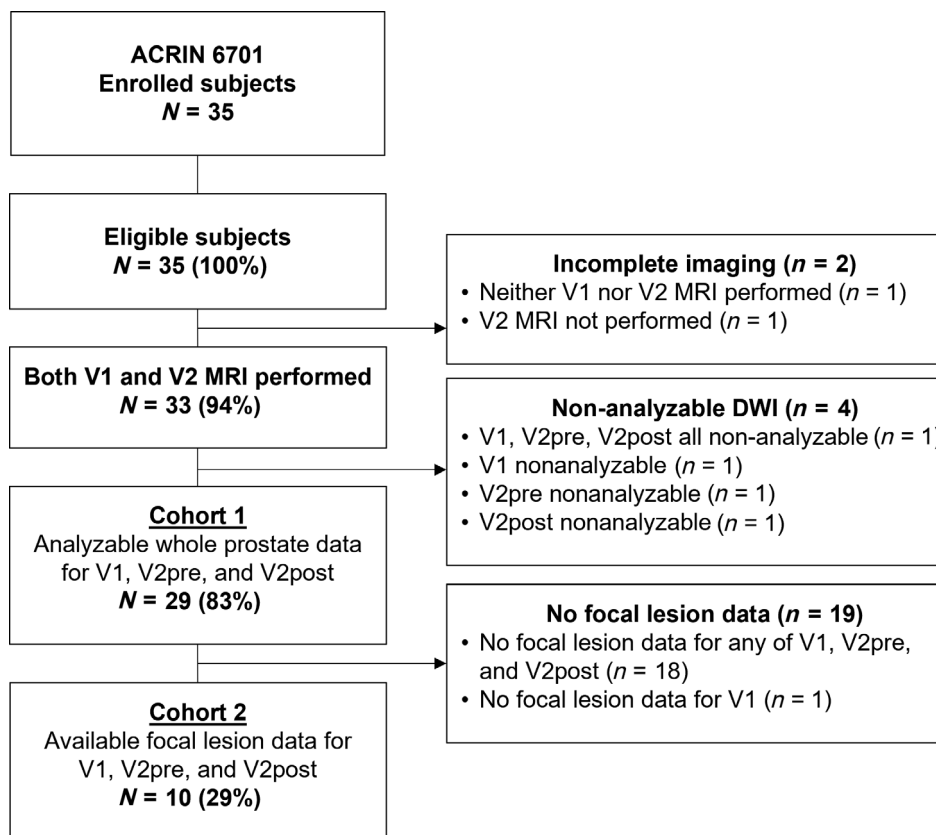 ACRIN 6701
Enrolled subjects
N = 35
Eligible subjects
N = 35 (100%)
Incomplete imaging (n = 2)
• Neither V1 nor V2 MRI performed (n = 1)
• V2 MRI not performed (n = 1)
Both V1 and V2 MRI performed
N = 33 (94%)
Non-analyzable DWI (n = 4)
• V1, V2pre, V2post all non-analyzable (n = 1)
• V1 nonanalyzable (n = 1)
• V2pre nonanalyzable (n = 1)
• V2post nonanalyzable (n = 1)
Cohort 1
Analyzable whole prostate data
for V1, V2pre, and V2post
N = 29 (83%)
No focal lesion data (n = 19)
• No focal lesion data for any of V1, V2pre,
and V2post (n = 18)
• No focal lesion data for V1 (n = 1)
Cohort 2
Available focal lesion data for
V1, V2pre, and V2post
N = 10 (29%)